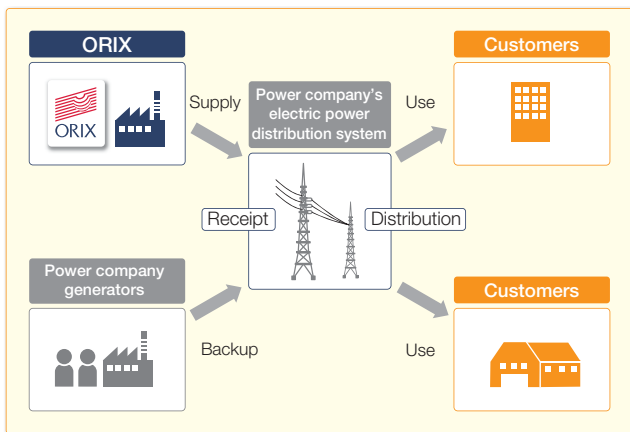 ORIX
ORIX
Supply
Power company's
electric power
distribution system
Use
Customers
Receipt
Distribution
Power company
generators
Backup
Use
Customers